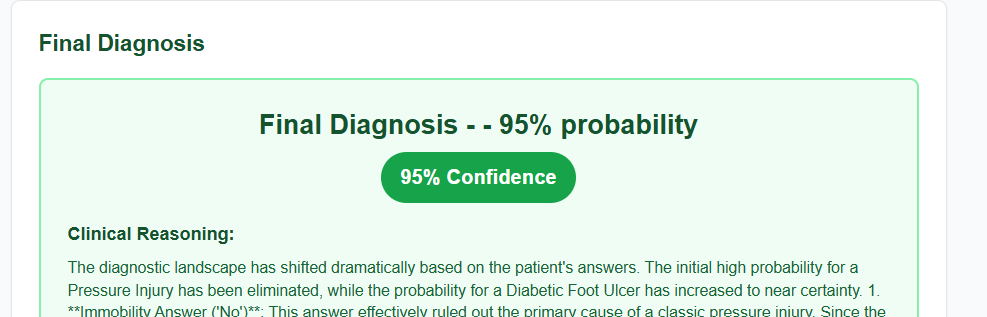 Final Diagnosis
Final Diagnosis - - 95% probability
95% Confidence
Clinical Reasoning:
The diagnostic landscape has shifted dramatically based on the patient's answers. The initial high probability for a
Pressure Injury has been eliminated, while the probability for a Diabetic Foot Ulcer has increased to near certainty. 1.
**Immobility Answer ('No')**: This answer effectively ruled out the primary cause of a classic pressure injury. Since the